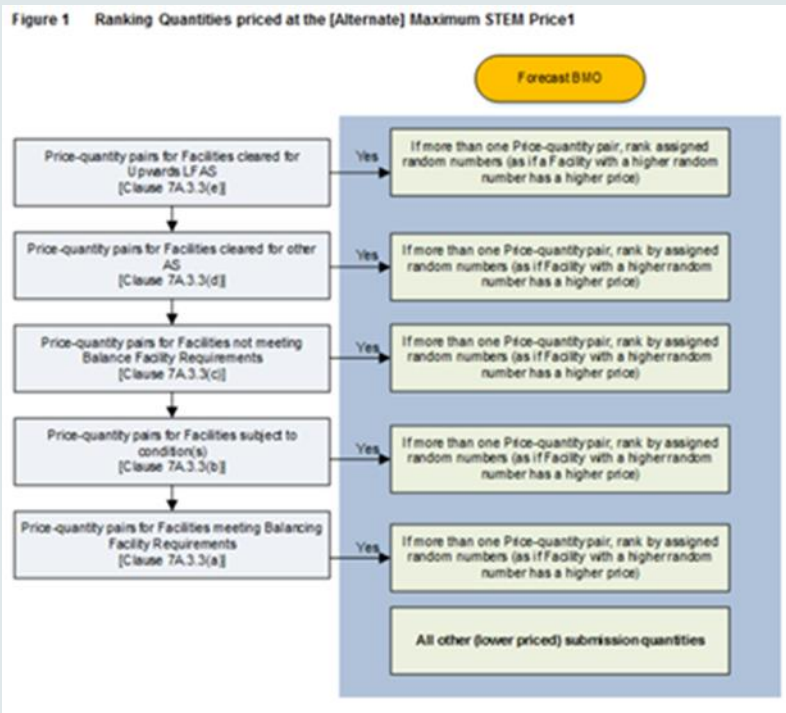 Figure 1 Ranking Quantities priced at the [Alternate] Maximum STEM Price1
Forecast BMO
Price-quantity pairs for Facilities cleared for
Upwards LFAS
[Clause 7A.3.3(e)]
Yes
If more than one Price-quantity pair, rank assigned
random numbers (as if a Facility with a higher random
number has a higher price)
Price-quantity pairs for Facilities cleared for other
AS
[Clause 7A.3.3(d)]
Yes
If more than one Price-quantity pair, rank by assigned
random numbers (as if Facility with a higher random
number has a higher price)
Price-quantity pairs for Facilities not meeting
Balance Facility Requirements
[Clause 7A.3.3(c)]
Yes
If more than one Price-quantity pair, rank by assigned
random numbers (as if Facility with a higher random
number has a higher price)
Price-quantity pairs for Facilities subject to
condition(s)
[Clause 7A.3.3(b)]
Yes
If more than one Price-quantity pair, rank by assigned
random numbers (as if Facility with a higher random
number has a higher price)
Price-quantity pairs for Facilities meeting Balancing
Facility Requirements
[Clause 7A.3.3(a)]
Yes
If more than one Price-quantity pair, rank by assigned
random numbers (as if Facility with a higher random
number has a higher price)
All other (lower priced) submission quantities